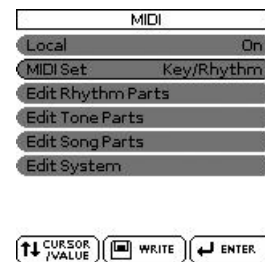 MIDI
Local On
MIDI Set Key/Rhythm
Edit Rhythm Parts
Edit Tone Parts
Edit Song Parts
Edit System
CURSOR /VALUE WRITE ENTER